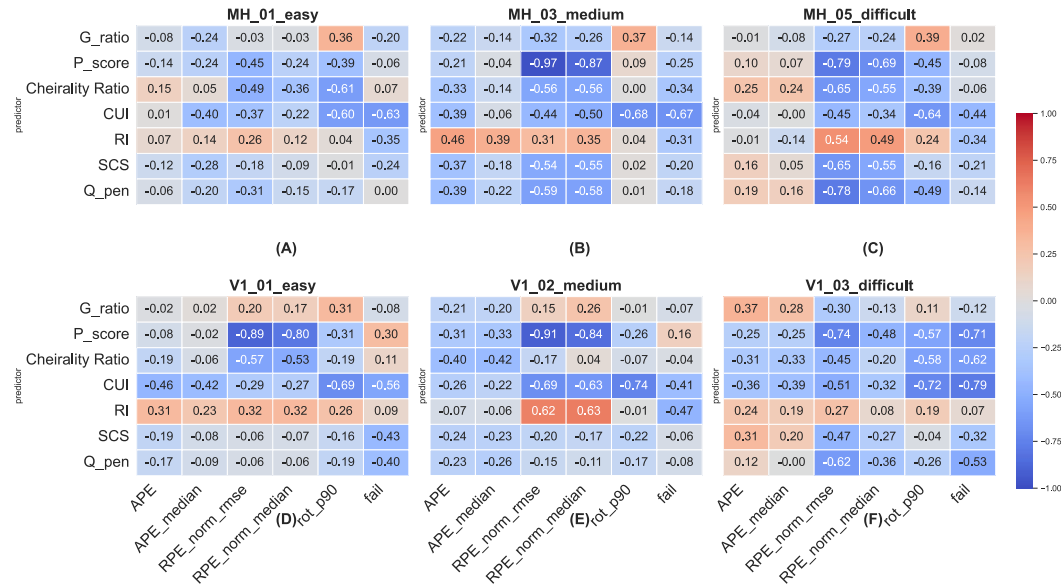 MH_01_easy MH_03_medium MH_05_difficult
G_ratio -0.08 -0.24 -0.03 -0.03 0.36 -0.20 -0.22 -0.14 -0.32 -0.26 0.37 -0.14 -0.01 -0.08 -0.27 -0.24 0.39 0.02
P_score -0.14 -0.24 -0.45 -0.24 -0.39 -0.06 -0.21 -0.04 -0.97 -0.87 0.09 -0.25 0.10 0.07 -0.79 -0.69 -0.45 -0.08
Cheirality Ratio 0.15 0.05 -0.49 -0.36 -0.61 0.07 -0.33 -0.14 -0.56 -0.56 0.00 -0.34 0.25 0.24 -0.65 -0.55 -0.39 -0.06
predictor predictor predictor
CUI 0.01 -0.40 -0.37 -0.22 -0.60 -0.63 -0.39 -0.06 -0.44 -0.50 -0.68 -0.67 -0.04 -0.00 -0.45 -0.34 -0.64 -0.44
1.00
RI 0.07 0.14 0.26 0.12 0.04 -0.35 0.46 0.39 0.31 0.35 0.04 -0.31 -0.01 -0.14 0.54 0.49 0.24 -0.34
SCS -0.12 -0.28 -0.18 -0.09 -0.01 -0.24 -0.37 -0.18 -0.54 -0.55 0.02 -0.20 0.16 0.05 -0.65 -0.55 -0.16 -0.21
0.75
Q_pen -0.06 -0.20 -0.31 -0.15 -0.17 0.00 -0.39 -0.22 -0.59 -0.58 0.01 -0.18 0.19 0.16 -0.78 -0.66 -0.49 -0.14
0.50
(A) (B) (C)
0.25
V1_01_easy V1_02_medium V1_03_difficult
0.00
G_ratio -0.02 0.02 0.20 0.17 0.31 -0.08 -0.21 -0.20 0.15 0.26 -0.01 -0.07 0.37 0.28 -0.30 -0.13 0.11 -0.12
P_score -0.08 -0.02 -0.89 -0.80 -0.31 0.30 -0.31 -0.33 -0.91 -0.84 -0.26 0.16 -0.25 -0.25 -0.74 -0.48 -0.57 -0.71
-0.25
Cheirality Ratio -0.19 -0.06 -0.57 -0.53 -0.19 0.11 -0.40 -0.42 -0.17 0.04 -0.07 -0.04 -0.31 -0.33 -0.45 -0.20 -0.58 -0.62
predictor predictor predictor
CUI -0.46 -0.42 -0.29 -0.27 -0.69 -0.56 -0.26 -0.22 -0.69 -0.63 -0.74 -0.41 -0.36 -0.39 -0.51 -0.32 -0.72 -0.79
-0.50
RI 0.31 0.23 0.32 0.32 0.26 0.09 -0.07 -0.06 0.62 0.63 -0.01 -0.47 0.24 0.19 0.27 0.08 0.19 0.07
SCS -0.19 -0.08 -0.06 -0.07 -0.16 -0.43 -0.24 -0.23 -0.20 -0.17 -0.22 -0.06 0.31 0.20 -0.47 -0.27 -0.04 -0.32
-0.75
Q_pen -0.17 -0.09 -0.06 -0.06 -0.19 -0.40 -0.23 -0.26 -0.15 -0.11 -0.17 -0.08 0.12 -0.00 -0.62 -0.36 -0.26 -0.53
-1.00
APE APE_median RPE_norm_rmse RPE_norm_median rot_p90 fail APE APE_median RPE_norm_rmse RPE_norm_median rot_p90 fail APE APE_median RPE_norm_rmse RPE_norm_median rot_p90 fail
(D) (E) (F)